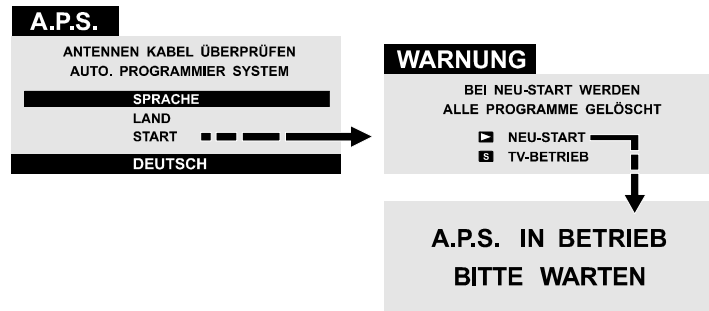 A.P.S.
ANTENNEN KABEL ÜBERPRÜFEN
AUTO. PROGRAMMIER SYSTEM
SPRACHE
LAND
START
DEUTSCH
WARNUNG
BEI NEU-START WERDEN
ALLE PROGRAMME GELÖSCHT
NEU-START
S TV-BETRIEB
A.P.S. IN BETRIEB
BITTE WARTEN